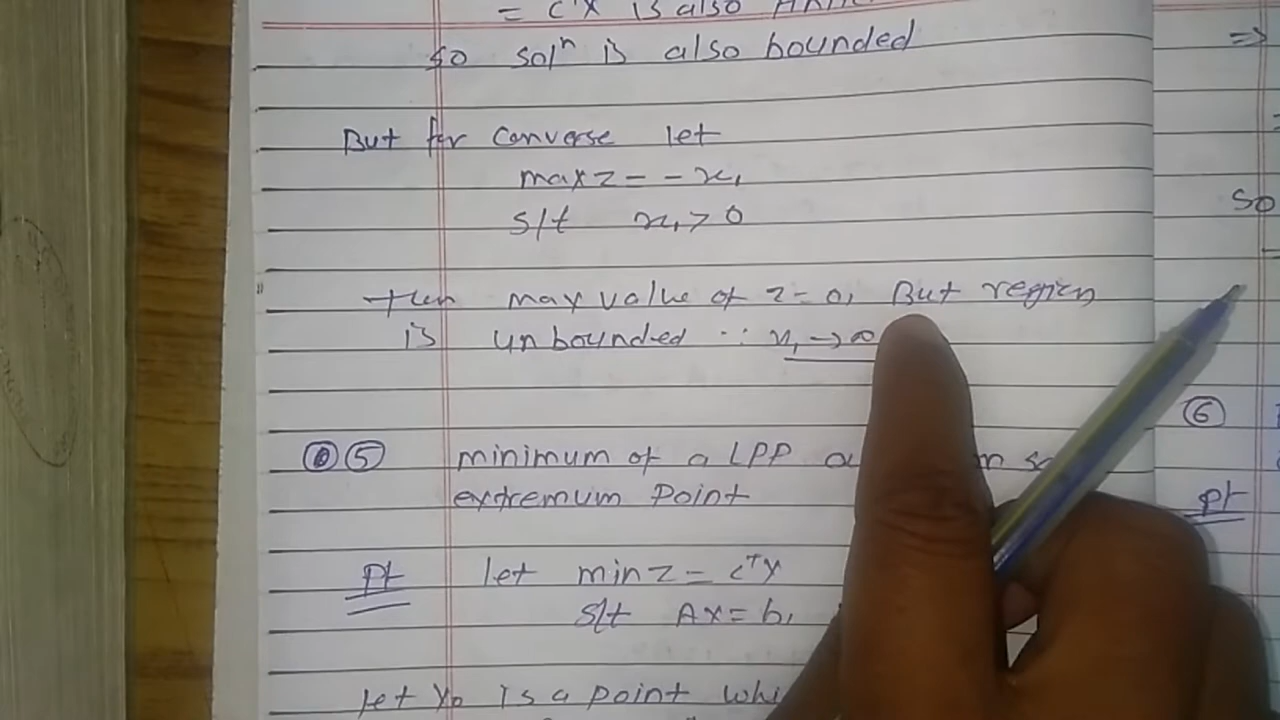 = C'X is also
so solⁿ is also bounded
But for converse let
max z = -x₁
s/t x₁ > 0
then max value of z = 0, But region
is unbounded ∵ x₁ → ∞
⑤ minimum of a LPP
extremum Point
Pf let min z = cᵀX
s/t AX = b,
let X₀ is a point
⇒
so
⑥
Pf